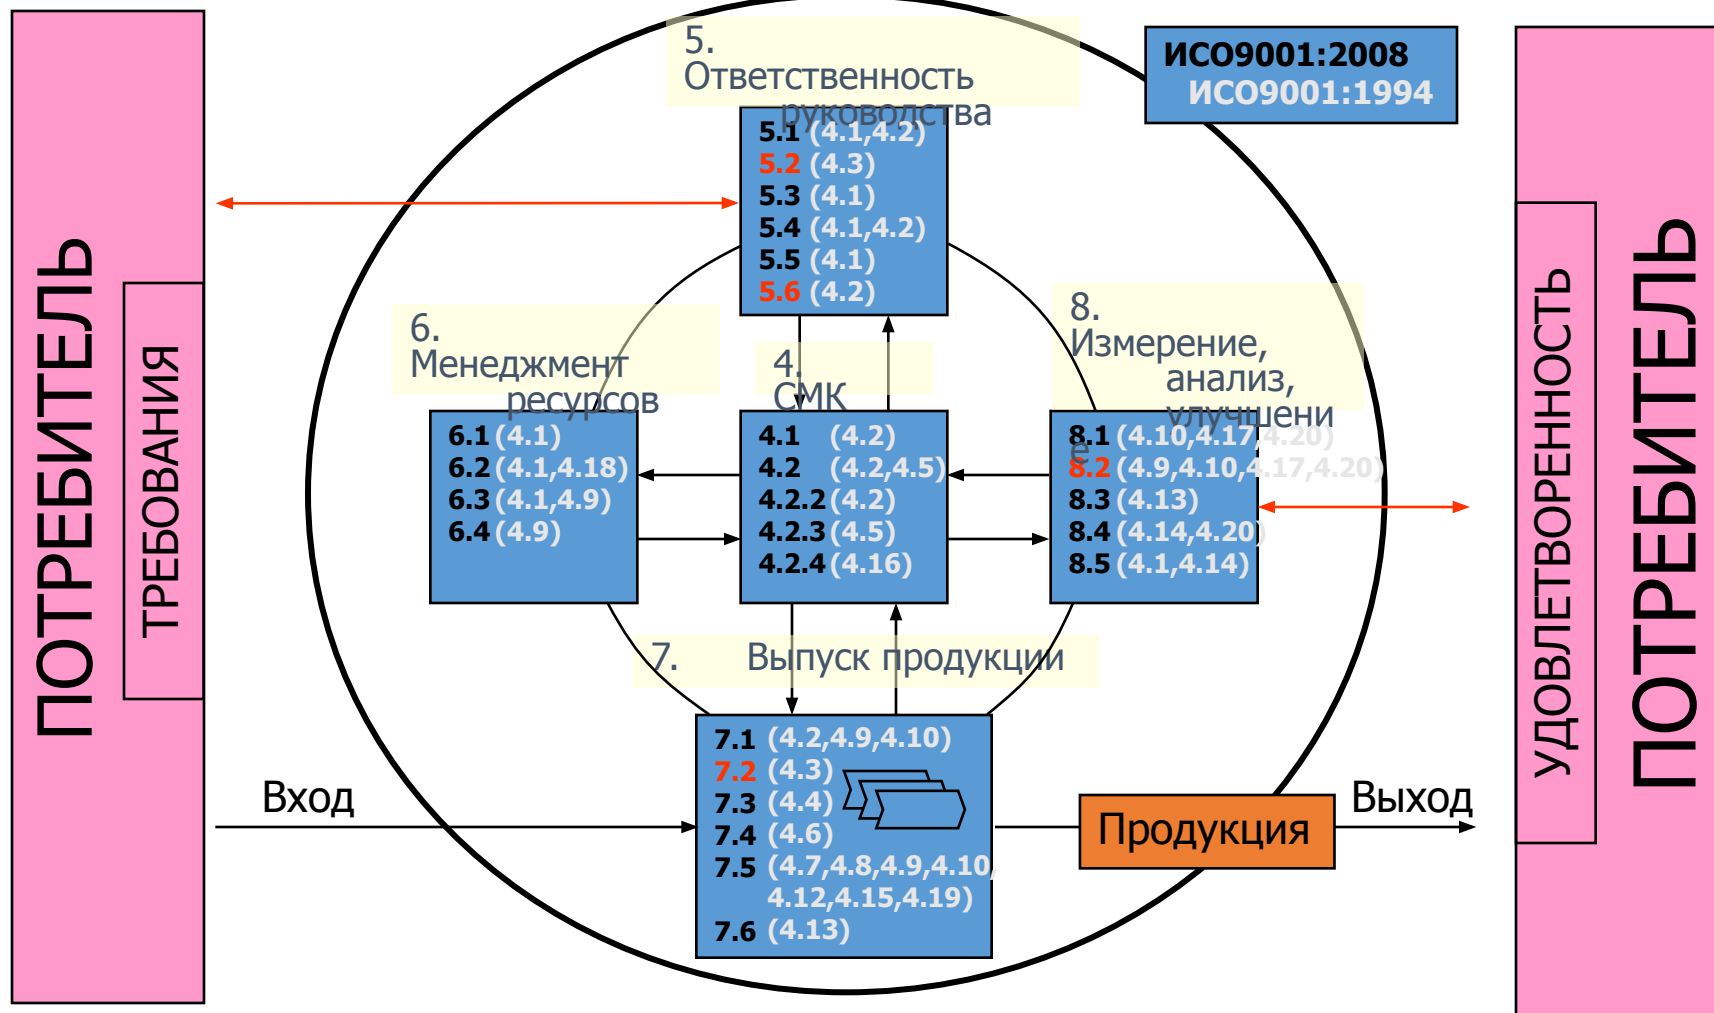 ПОТРЕБИТЕЛЬ
ТРЕБОВАНИЯ
5.
Ответственность
руководства
5.1 (4.1,4.2)
5.2 (4.3)
5.3 (4.1)
5.4 (4.1,4.2)
5.5 (4.1)
5.6 (4.2)
ИСО9001:2008
ИСО9001:1994
6.
Менеджмент
ресурсов
6.1 (4.1)
6.2 (4.1,4.18)
6.3 (4.1,4.9)
6.4 (4.9)
4.
СМК
4.1 (4.2)
4.2 (4.2,4.5)
4.2.2 (4.2)
4.2.3 (4.5)
4.2.4 (4.16)
8.
Измерение,
анализ,
улучшени
е
8.1 (4.10,4.17,4.20)
8.2 (4.9,4.10,4.17,4.20)
8.3 (4.13)
8.4 (4.14,4.20)
8.5 (4.1,4.14)
7. Выпуск продукции
7.1 (4.2,4.9,4.10)
7.2 (4.3)
7.3 (4.4)
7.4 (4.6)
7.5 (4.7,4.8,4.9,4.10,
4.12,4.15,4.19)
7.6 (4.13)
Вход
Продукция
Выход
УДОВЛЕТВОРЕННОСТЬ
ПОТРЕБИТЕЛЬ